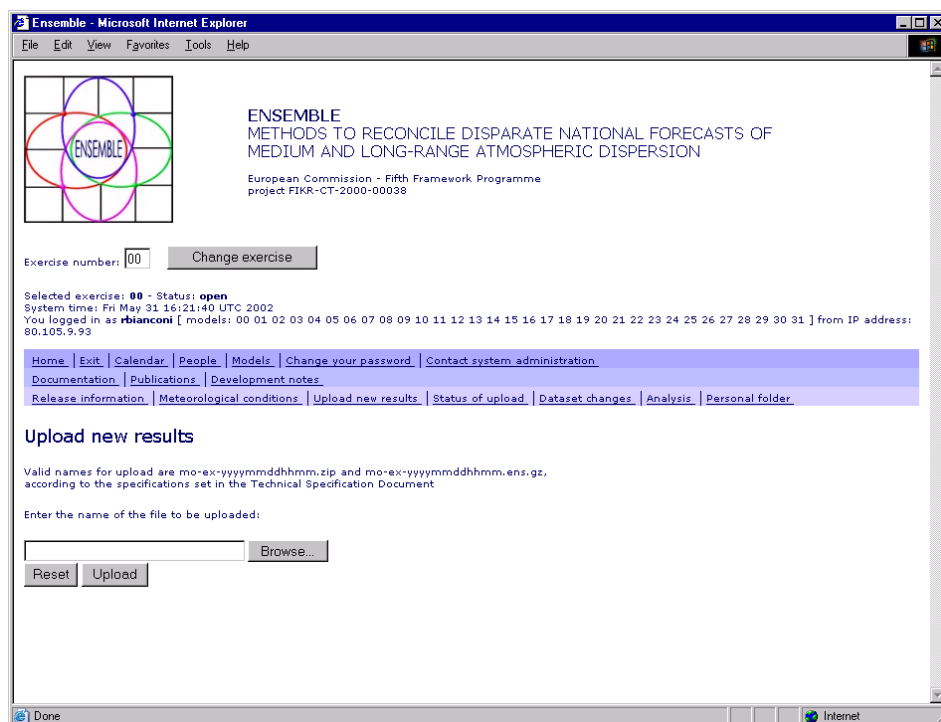 Ensemble - Microsoft Internet Explorer
File Edit View Favorites Tools Help
ENSEMBLE
ENSEMBLE
METHODS TO RECONCILE DISPARATE NATIONAL FORECASTS OF
MEDIUM AND LONG-RANGE ATMOSPHERIC DISPERSION
European Commission - Fifth Framework Programme
project FIKR-CT-2000-00038
Exercise number: 00 Change exercise
Selected exercise: 00 - Status: open
System time: Fri May 31 16:21:40 UTC 2002
You logged in as rbianconi [ models: 00 01 02 03 04 05 06 07 08 09 10 11 12 13 14 15 16 17 18 19 20 21 22 23 24 25 26 27 28 29 30 31 ] from IP address:
80.105.9.93
Home | Exit | Calendar | People | Models | Change your password | Contact system administration
Documentation | Publications | Development notes
Release information | Meteorological conditions | Upload new results | Status of upload | Dataset changes | Analysis | Personal folder
Upload new results
Valid names for upload are mo-ex-yyyymmddhhmm.zip and mo-ex-yyyymmddhhmm.ens.gz,
according to the specifications set in the Technical Specification Document
Enter the name of the file to be uploaded:
Browse...
Reset Upload
Done Internet